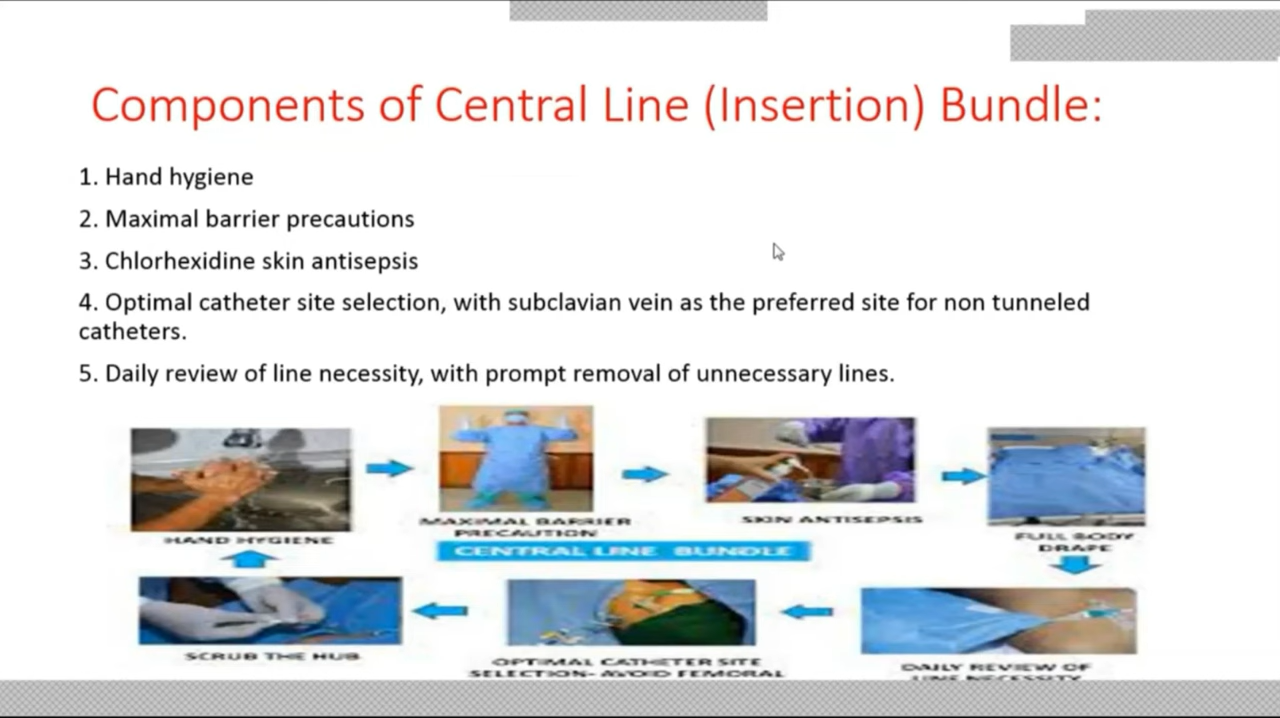 Components of Central Line (Insertion) Bundle:
1. Hand hygiene
2. Maximal barrier precautions
3. Chlorhexidine skin antisepsis
4. Optimal catheter site selection, with subclavian vein as the preferred site for non tunneled
catheters.
5. Daily review of line necessity, with prompt removal of unnecessary lines.
HAND HYGIENE
MAXIMAL BARRIER
PRECAUTION
SKIN ANTISEPSIS
FULL BODY
DRAPE
CENTRAL LINE BUNDLE
SCRUB THE HUB
OPTIMAL CATHETER SITE
SELECTION- AVOID FEMORAL
DAILY REVIEW OF
LINE NECESSITY